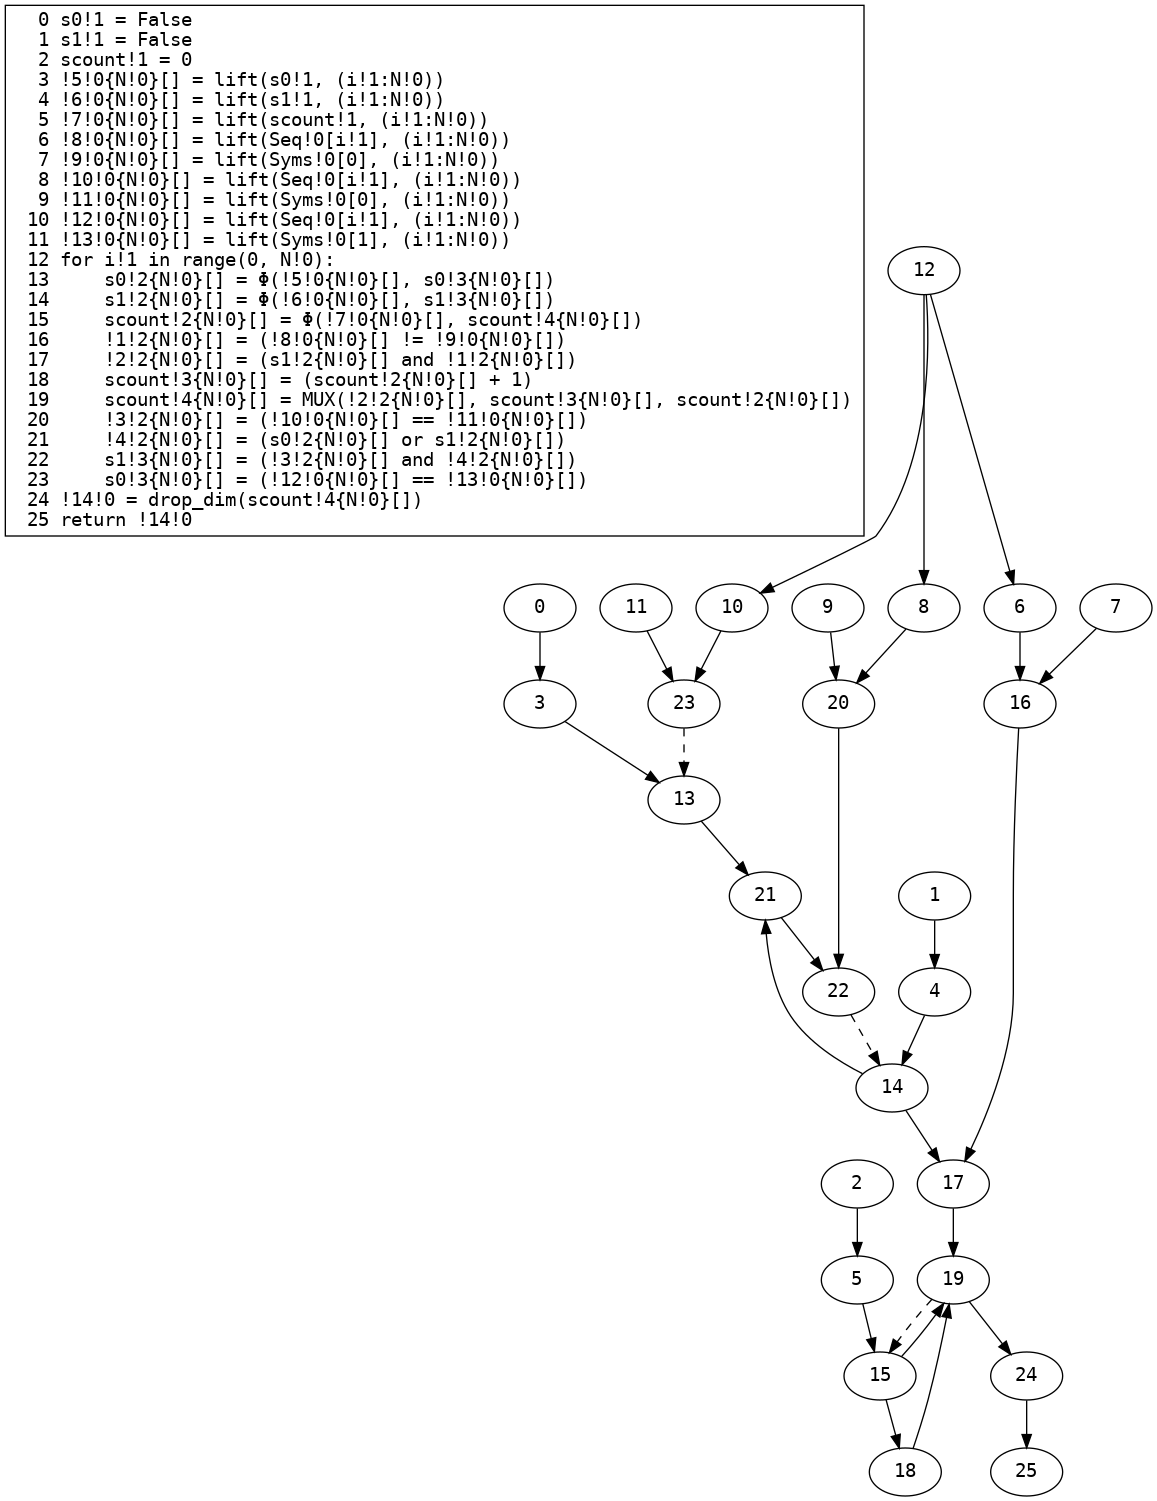 0 s0!1 = False
1 s1!1 = False
2 scount!1 = 0
3 !5!0{N!0}[] = lift(s0!1, (i!1:N!0))
4 !6!0{N!0}[] = lift(s1!1, (i!1:N!0))
5 !7!0{N!0}[] = lift(scount!1, (i!1:N!0))
6 !8!0{N!0}[] = lift(Seq!0[i!1], (i!1:N!0))
7 !9!0{N!0}[] = lift(Syms!0[0], (i!1:N!0))
8 !10!0{N!0}[] = lift(Seq!0[i!1], (i!1:N!0))
9 !11!0{N!0}[] = lift(Syms!0[0], (i!1:N!0))
10 !12!0{N!0}[] = lift(Seq!0[i!1], (i!1:N!0))
11 !13!0{N!0}[] = lift(Syms!0[1], (i!1:N!0))
12 for i!1 in range(0, N!0):
13     s0!2{N!0}[] = Φ(!5!0{N!0}[], s0!3{N!0}[])
14     s1!2{N!0}[] = Φ(!6!0{N!0}[], s1!3{N!0}[])
15     scount!2{N!0}[] = Φ(!7!0{N!0}[], scount!4{N!0}[])
16     !1!2{N!0}[] = (!8!0{N!0}[] != !9!0{N!0}[])
17     !2!2{N!0}[] = (s1!2{N!0}[] and !1!2{N!0}[])
18     scount!3{N!0}[] = (scount!2{N!0}[] + 1)
19     scount!4{N!0}[] = MUX(!2!2{N!0}[], scount!3{N!0}[], scount!2{N!0}[])
20     !3!2{N!0}[] = (!10!0{N!0}[] == !11!0{N!0}[])
21     !4!2{N!0}[] = (s0!2{N!0}[] or s1!2{N!0}[])
22     s1!3{N!0}[] = (!3!2{N!0}[] and !4!2{N!0}[])
23     s0!3{N!0}[] = (!12!0{N!0}[] == !13!0{N!0}[])
24 !14!0 = drop_dim(scount!4{N!0}[])
25 return !14!0
12
0
11
10
9
8
6
7
3
23
20
16
13
21
1
22
4
14
2
17
5
19
15
24
18
25